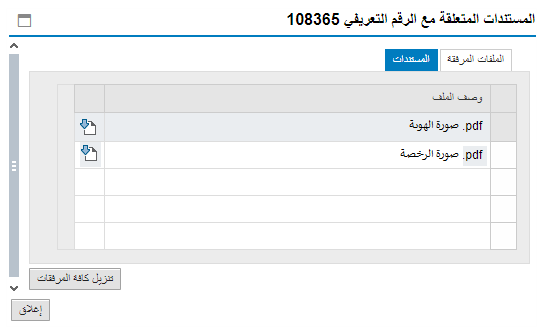 المستندات المتعلقة مع الرقم التعريفي 108365
الملفات المرفقة
المستندات
وصف الملف
صورة الهوية .pdf
صورة الرخصة .pdf
تنزيل كافة المرفقات
إغلاق